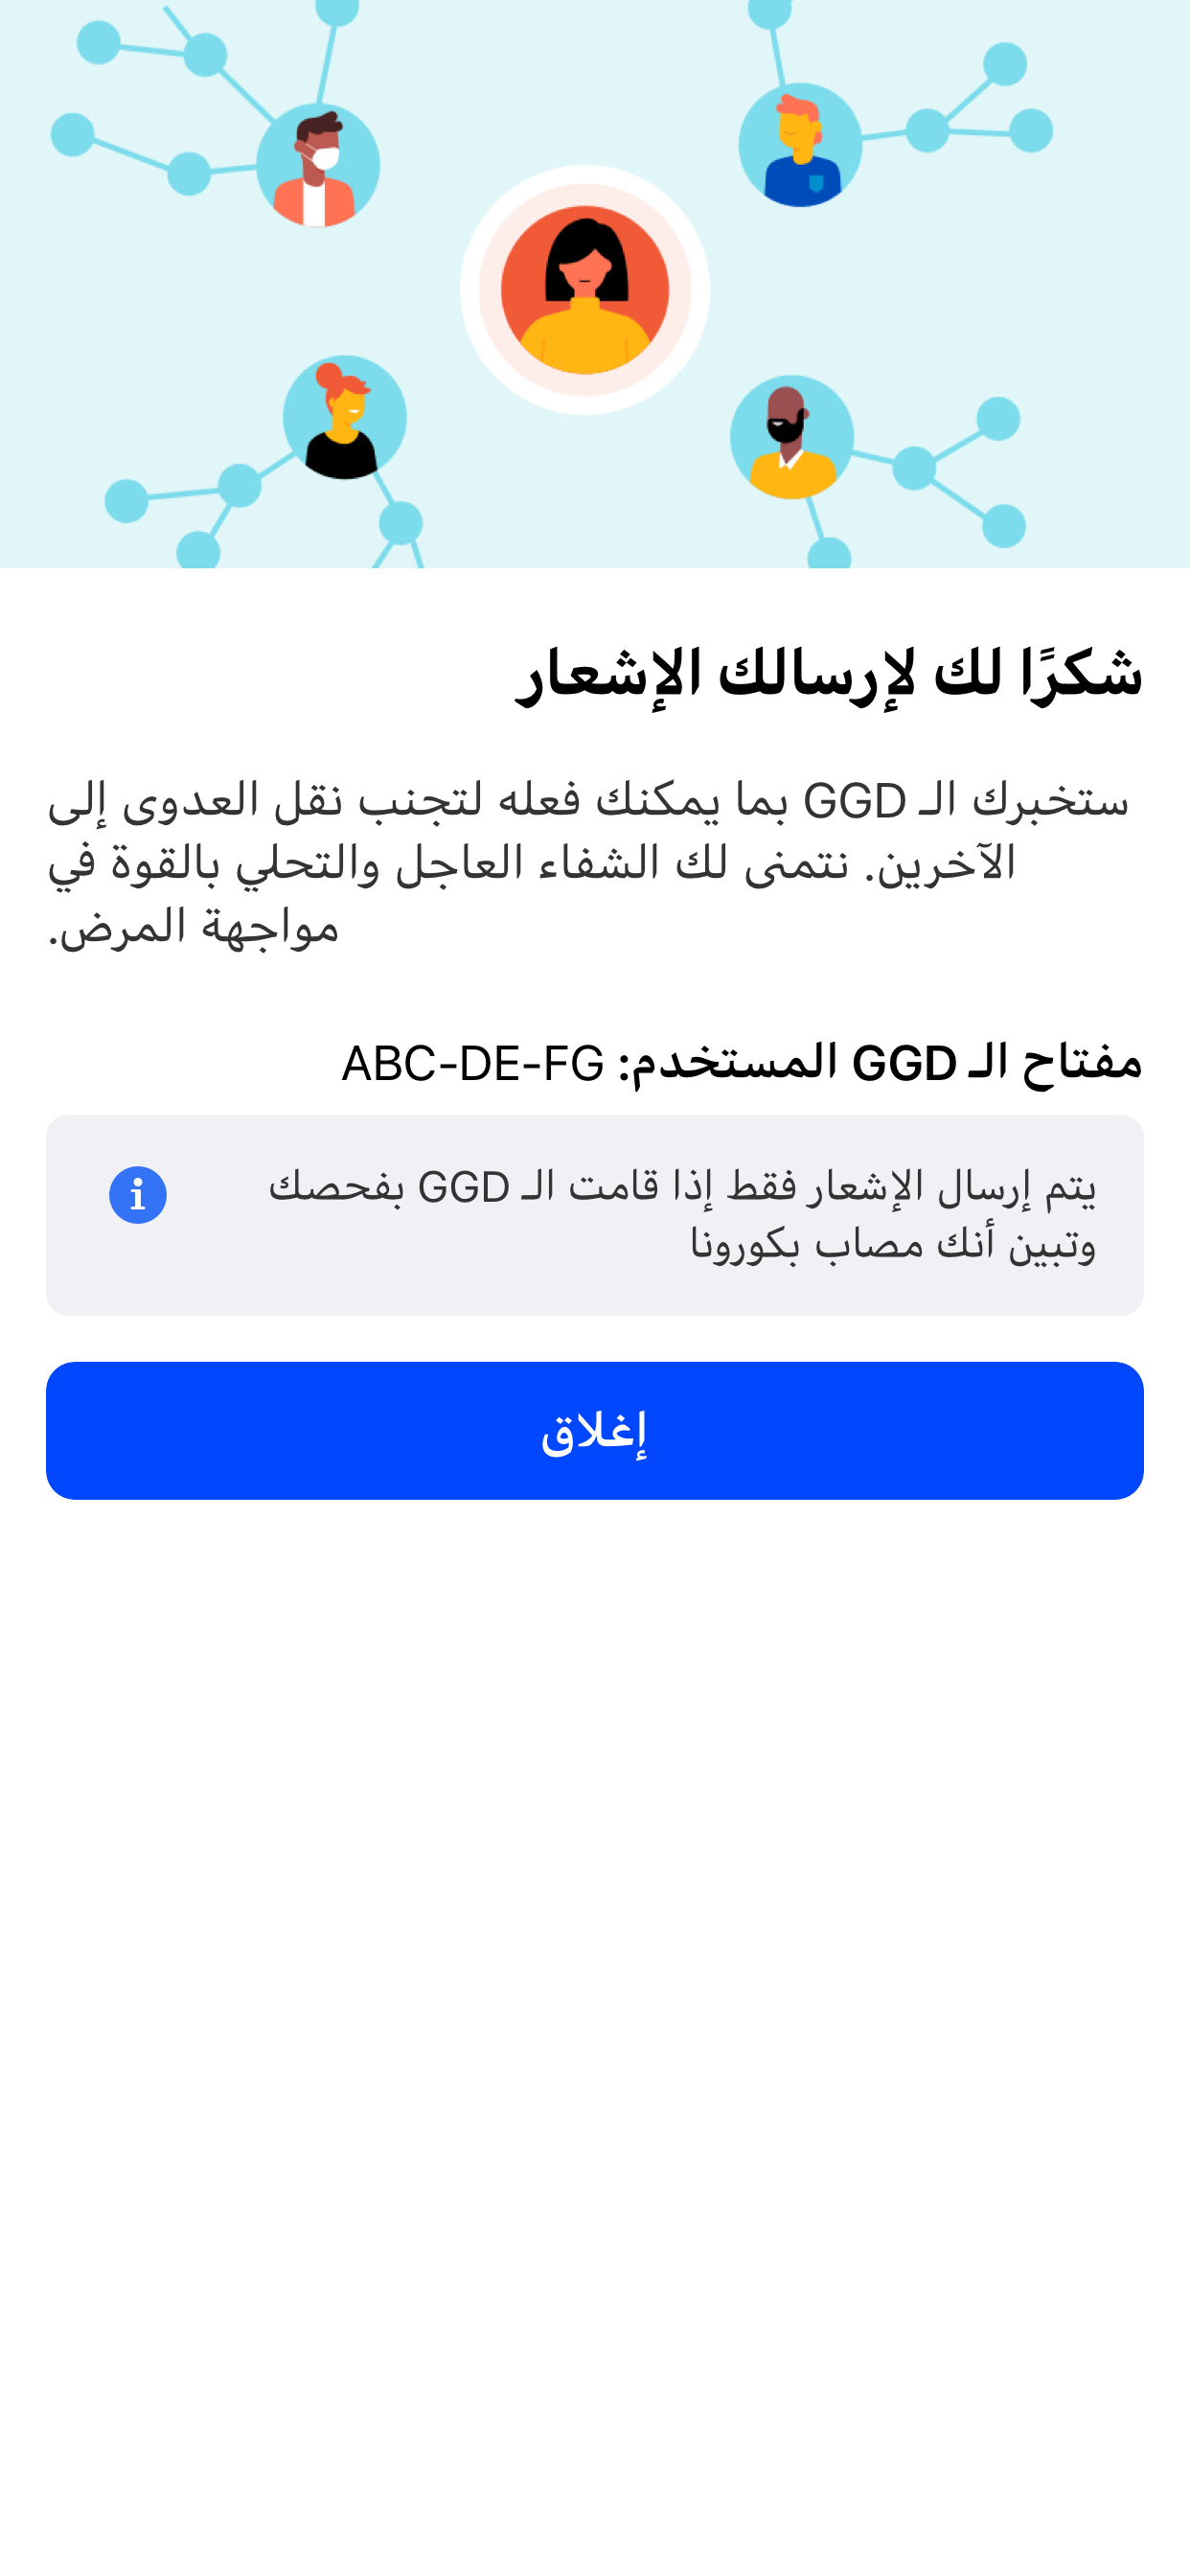 شكرًا لك لإرسالك الإشعار
ستخبرك الـ GGD بما يمكنك فعله لتجنب نقل العدوى إلى
الآخرين. نتمنى لك الشفاء العاجل والتحلي بالقوة في
مواجهة المرض.
مفتاح الـ GGD المستخدم: ABC-DE-FG
يتم إرسال الإشعار فقط إذا قامت الـ GGD بفحصك
وتبين أنك مصاب بكورونا
إغلاق